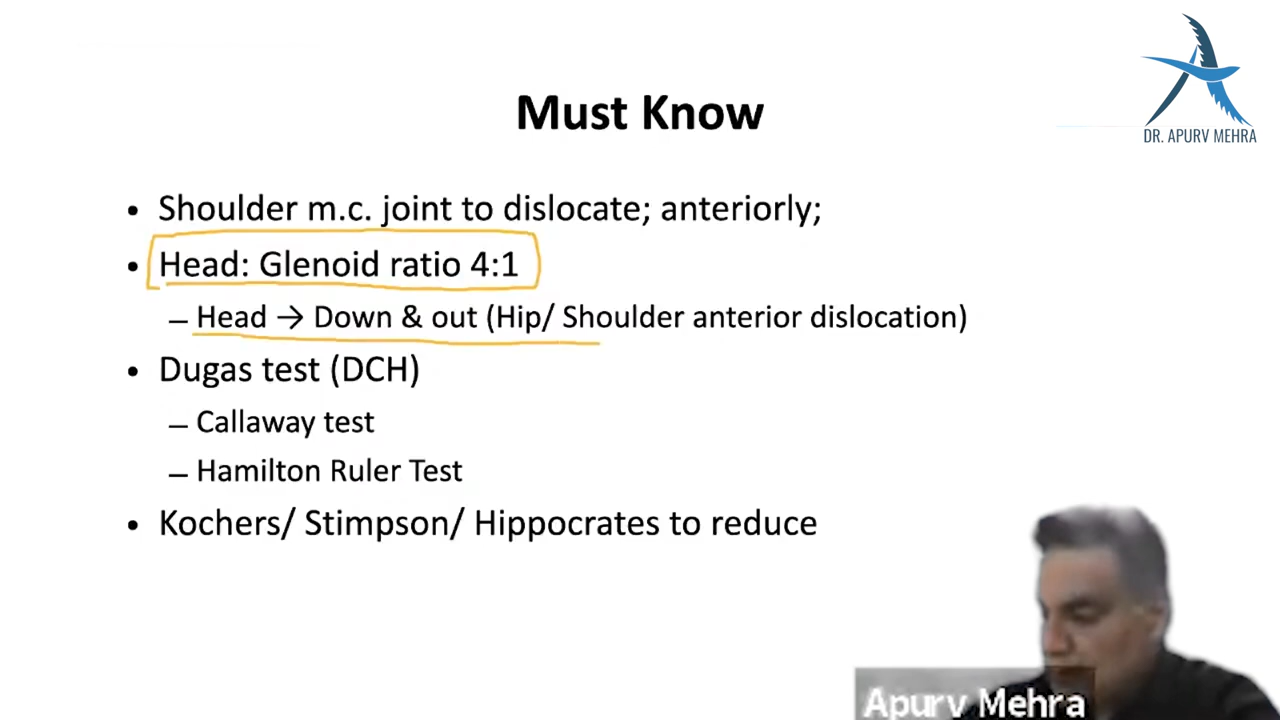 DR. APURV MEHRA
Must Know
• Shoulder m.c. joint to dislocate; anteriorly;
• Head: Glenoid ratio 4:1
– Head → Down & out (Hip/ Shoulder anterior dislocation)
• Dugas test (DCH)
– Callaway test
– Hamilton Ruler Test
• Kochers/ Stimpson/ Hippocrates to reduce
Apurv Mehra